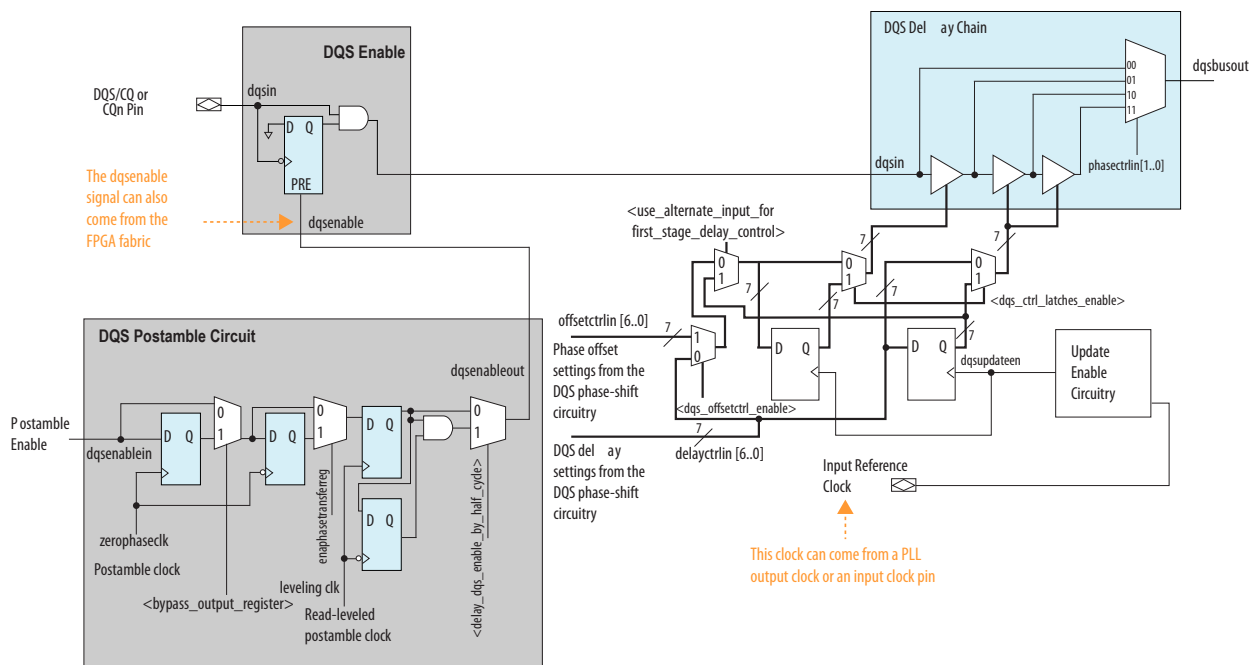 DQS Enable
DQS/CQ or
CQn Pin
dqsin
D Q
PRE
dqsenable
The dqsenable
signal can also
come from the
FPGA fabric
DQS Del ay Chain
00
01
10
11
dqsbusout
dqsin
phasectrlin[1..0]
<use_alternate_input_for
first_stage_delay_control>
7
7
0
1
0
1
0
1
7
7
7
7
<dqs_ctrl_latches_enable>
offsetctrlin [6..0]
7
1
0
Phase offset
settings from the
DQS phase-shift
circuitry
D Q
D Q
dqsupdateen
Update
Enable
Circuitry
<dqs_offsetctrl_enable>
7
delayctrlin [6..0]
DQS del ay
settings from the
DQS phase-shift
circuitry
Input Reference
Clock
This clock can come from a PLL
output clock or an input clock pin
DQS Postamble Circuit
dqsenableout
P ostamble
Enable
dqsenablein
D Q
0
1
D Q
0
1
D Q
D Q
0
1
zerophaseclk
Postamble clock
<bypass_output_register>
enaphasetransferreg
leveling clk
Read-leveled
postamble clock
<delay_dqs_enable_by_half_cycle>